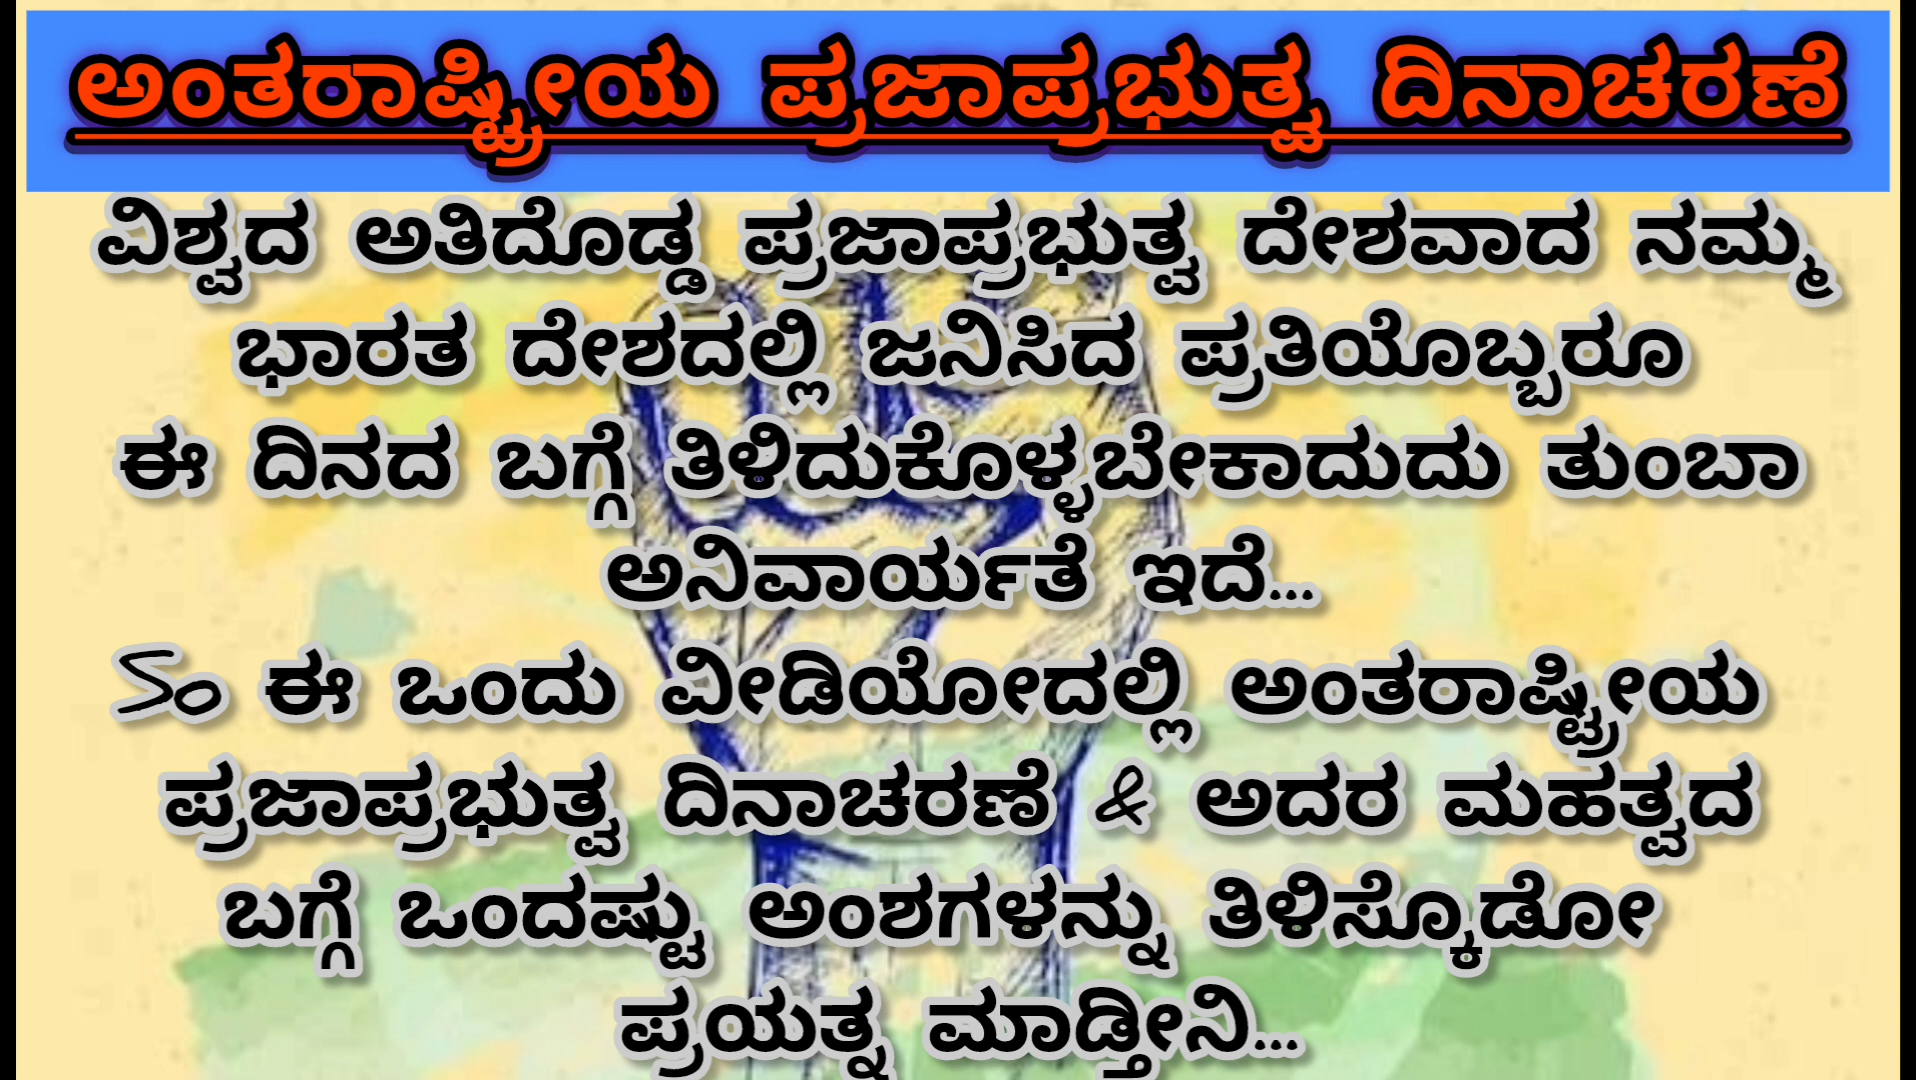 ಅಂತರಾಷ್ಟ್ರೀಯ ಪ್ರಜಾಪ್ರಭುತ್ವ ದಿನಾಚರಣೆ
ವಿಶ್ವದ ಅತಿದೊಡ್ಡ ಪ್ರಜಾಪ್ರಭುತ್ವ ದೇಶವಾದ ನಮ್ಮ
ಭಾರತ ದೇಶದಲ್ಲಿ ಜನಿಸಿದ ಪ್ರತಿಯೊಬ್ಬರೂ
ಈ ದಿನದ ಬಗ್ಗೆ ತಿಳಿದುಕೊಳ್ಳಬೇಕಾದುದು ತುಂಬಾ
ಅನಿವಾರ್ಯತೆ ಇದೆ...
So ಈ ಒಂದು ವೀಡಿಯೋದಲ್ಲಿ ಅಂತರಾಷ್ಟ್ರೀಯ
ಪ್ರಜಾಪ್ರಭುತ್ವ ದಿನಾಚರಣೆ & ಅದರ ಮಹತ್ವದ
ಬಗ್ಗೆ ಒಂದಷ್ಟು ಅಂಶಗಳನ್ನು ತಿಳಿಸ್ಕೊಡೋ
ಪ್ರಯತ್ನ ಮಾಡ್ತೀನಿ...